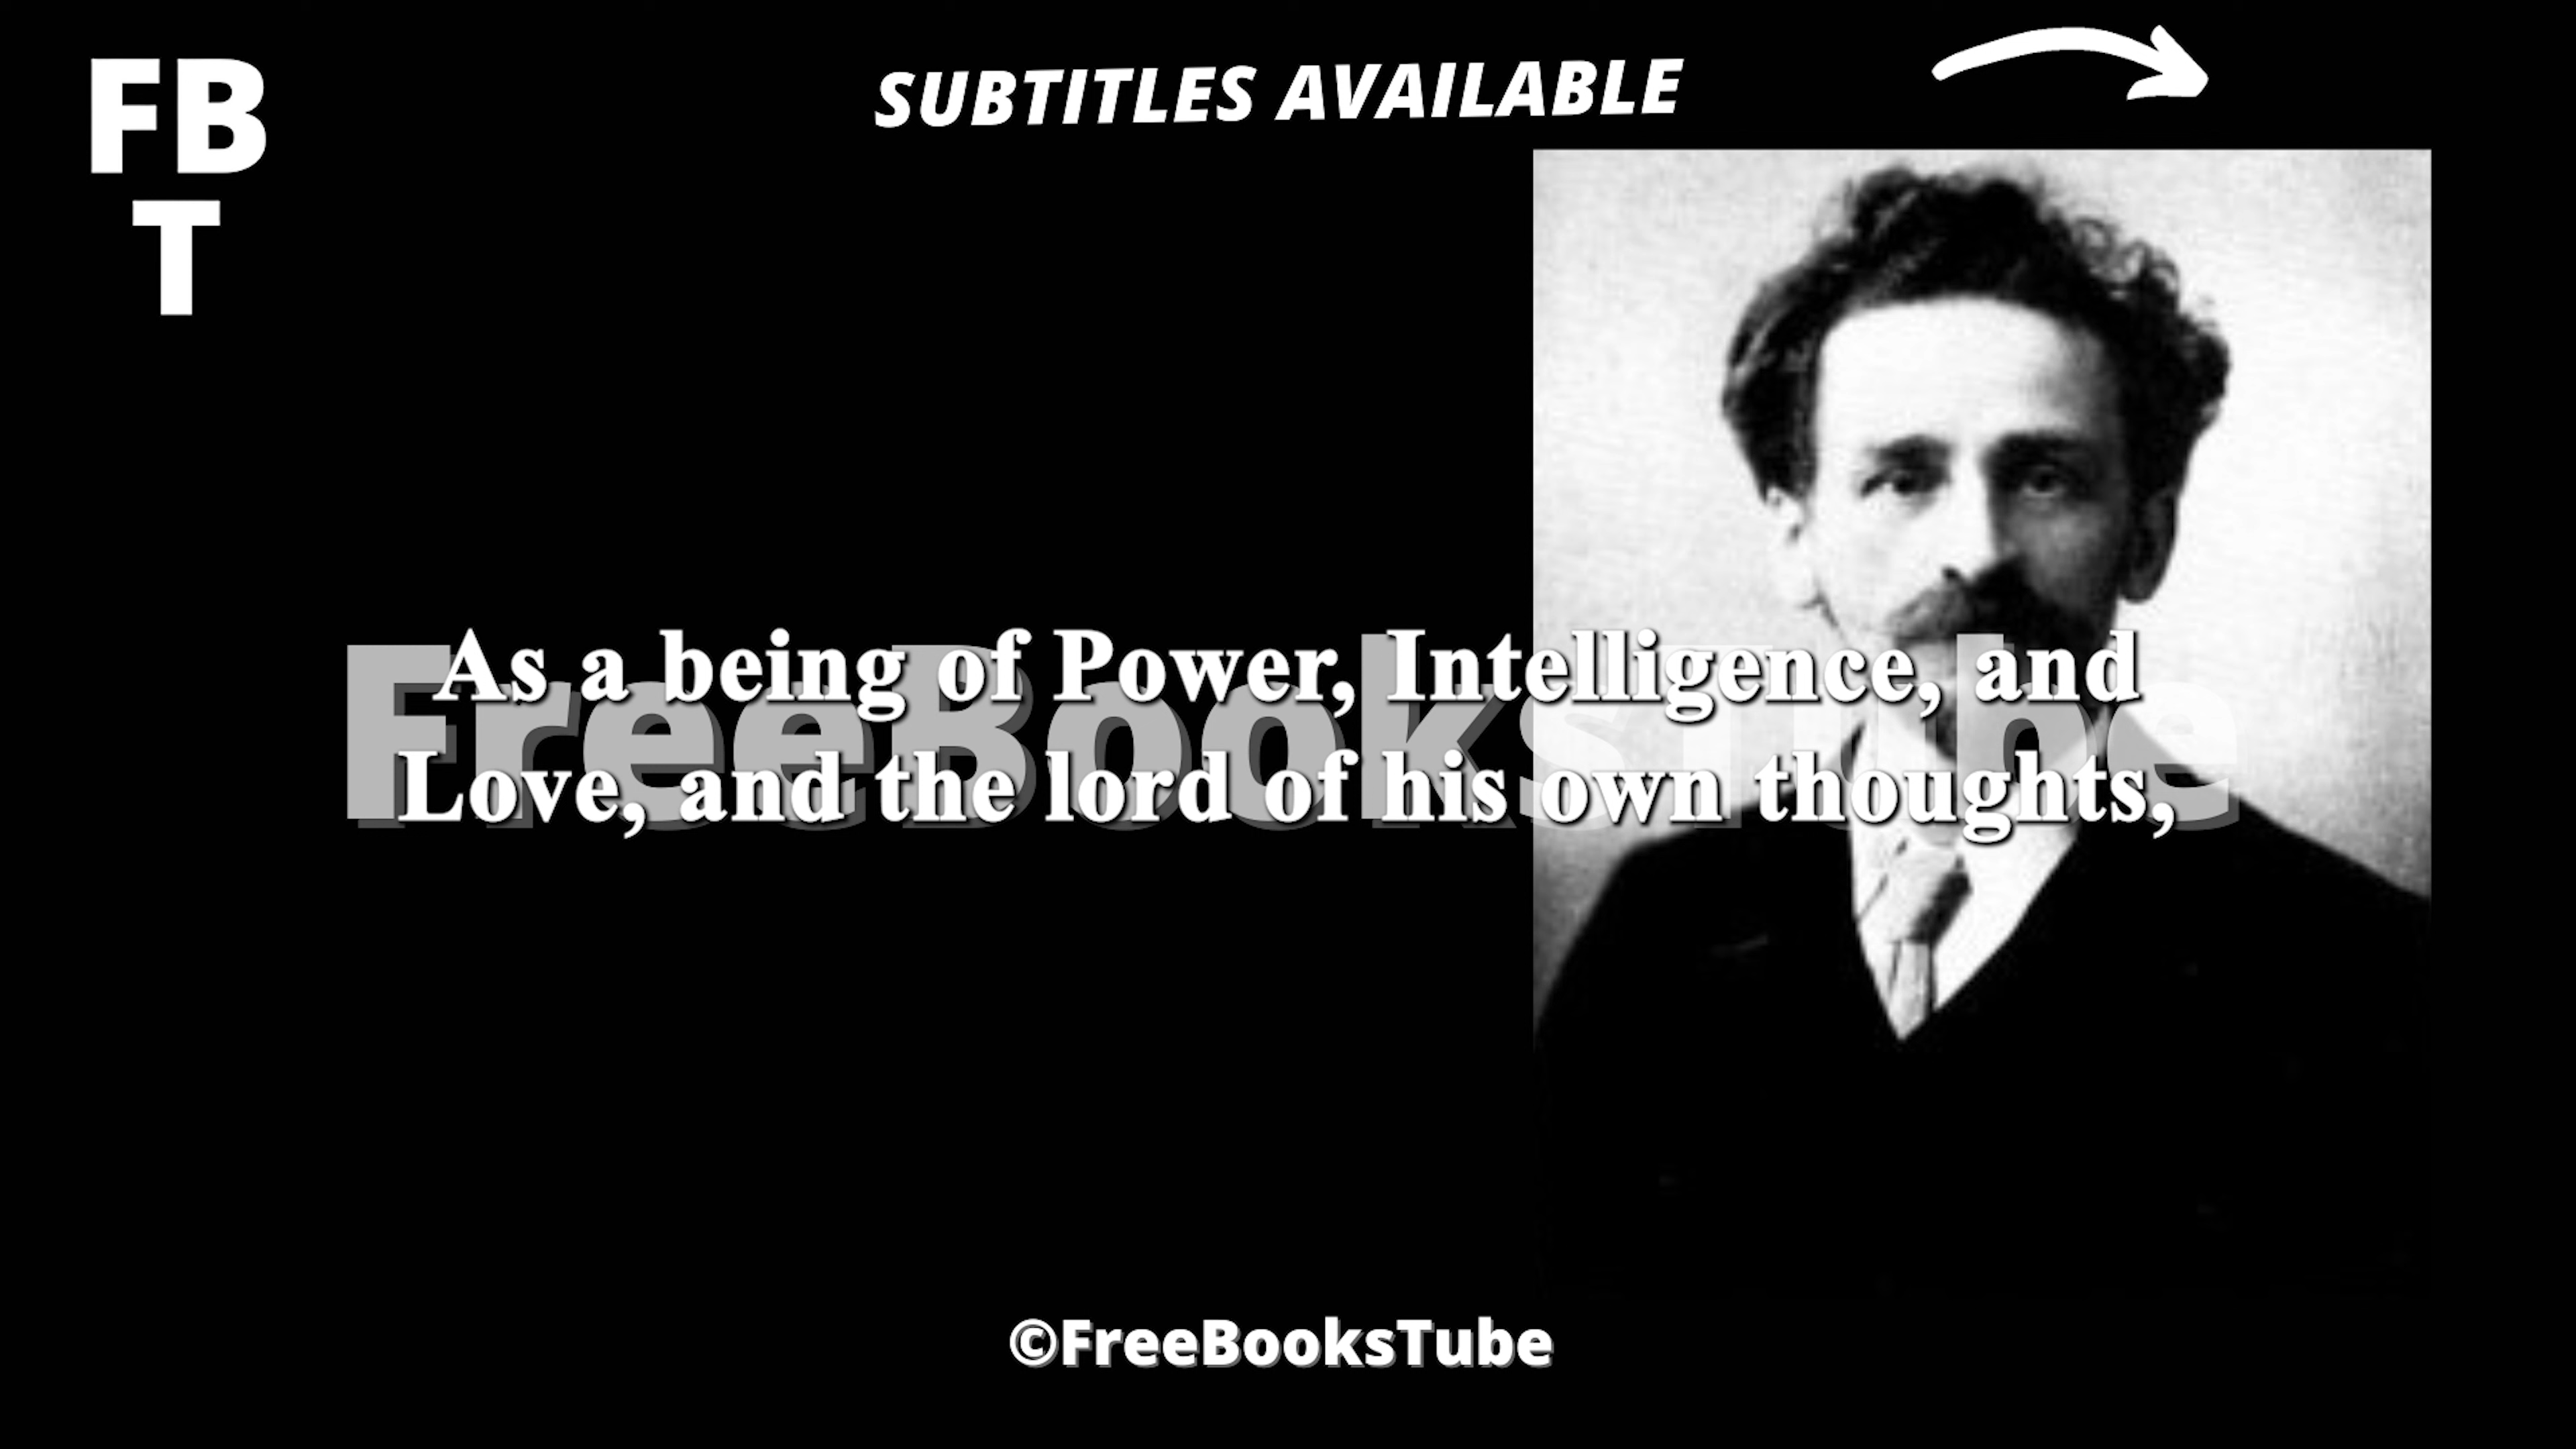 FB
T
SUBTITLES AVAILABLE
As a being of Power, Intelligence, and
Love, and the lord of his own thoughts,
FreeBooksTube
©FreeBooksTube